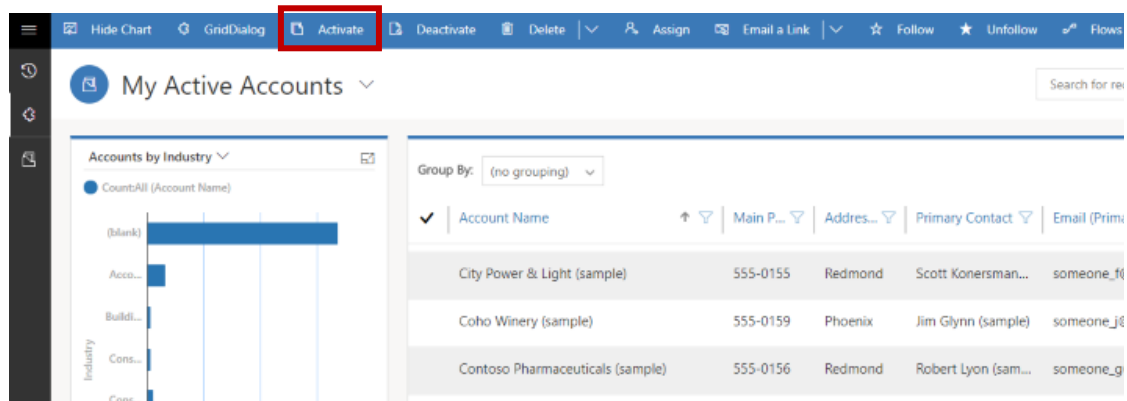 Hide Chart GridDialog Activate Deactivate Delete Assign Email a Link Follow Unfollow Flows
My Active Accounts
Search for rec
Accounts by Industry
Count:All (Account Name)
(blank)
Acco...
Buildi...
Cons...
Cons...
Industry
Group By: (no grouping)
Account Name Main P... Addres... Primary Contact Email (Prima
City Power & Light (sample) 555-0155 Redmond Scott Konersman... someone_f@
Coho Winery (sample) 555-0159 Phoenix Jim Glynn (sample) someone_j@
Contoso Pharmaceuticals (sample) 555-0156 Redmond Robert Lyon (sam... someone_g@